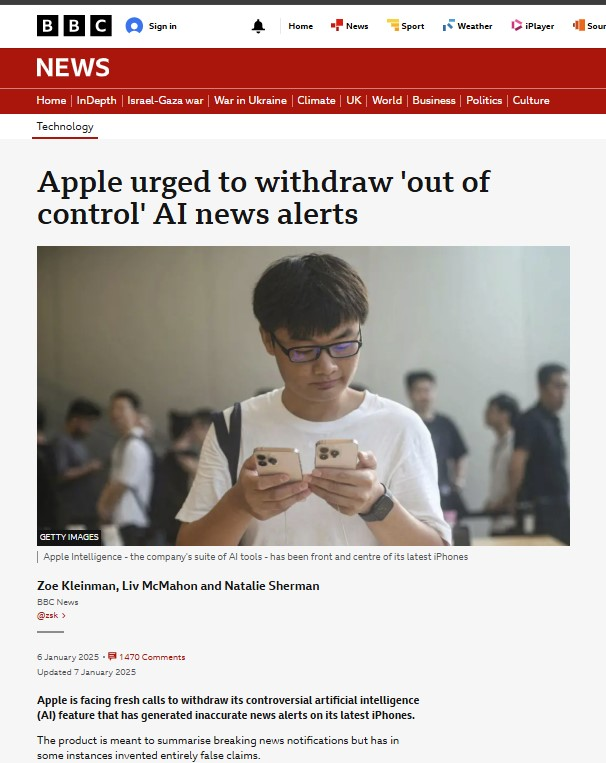 BBC Sign in Home News Sport Weather iPlayer
NEWS
Home InDepth Israel-Gaza war War in Ukraine Climate UK World Business Politics Culture
Technology
Apple urged to withdraw 'out of
control' AI news alerts
GETTY IMAGES
Apple Intelligence - the company's suite of AI tools - has been front and centre of its latest iPhones
Zoe Kleinman, Liv McMahon and Natalie Sherman
BBC News
@zsk >
6 January 2025 • 1470 Comments
Updated 7 January 2025
Apple is facing fresh calls to withdraw its controversial artificial intelligence
(AI) feature that has generated inaccurate news alerts on its latest iPhones.
The product is meant to summarise breaking news notifications but has in
some instances invented entirely false claims.